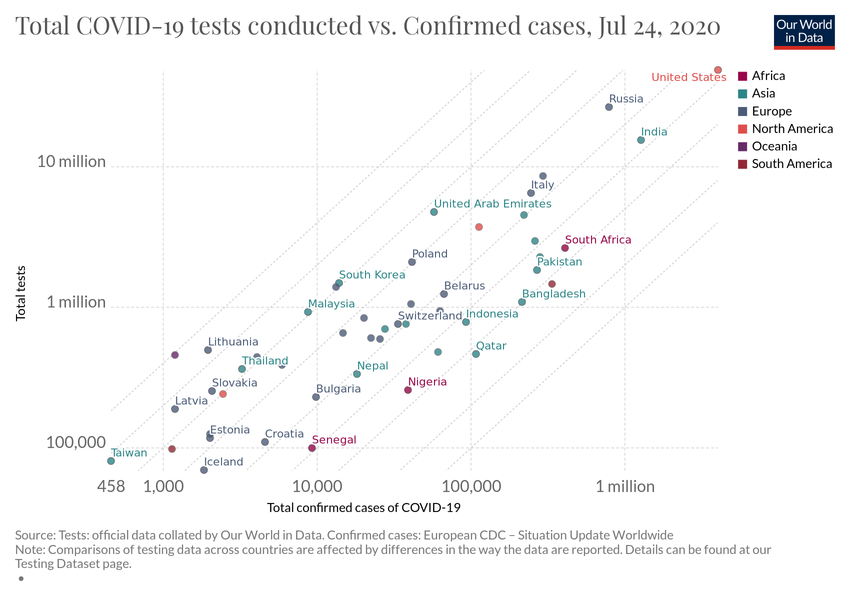 Total COVID-19 tests conducted vs. Confirmed cases, Jul 24, 2020
Our World
in Data
United States
Africa
Asia
Europe
North America
Oceania
South America
Russia
India
10 million
Italy
United Arab Emirates
South Africa
Poland
Pakistan
South Korea
Belarus
Bangladesh
Total tests
1 million
Malaysia
Switzerland
Indonesia
Lithuania
Qatar
Thailand
Nepal
Slovakia
Nigeria
Bulgaria
Latvia
Estonia
Croatia
Senegal
100,000
Taiwan
Iceland
458
1,000
10,000
100,000
1 million
Total confirmed cases of COVID-19
Source: Tests: official data collated by Our World in Data. Confirmed cases: European CDC – Situation Update Worldwide
Note: Comparisons of testing data across countries are affected by differences in the way the data are reported. Details can be found at our
Testing Dataset page.